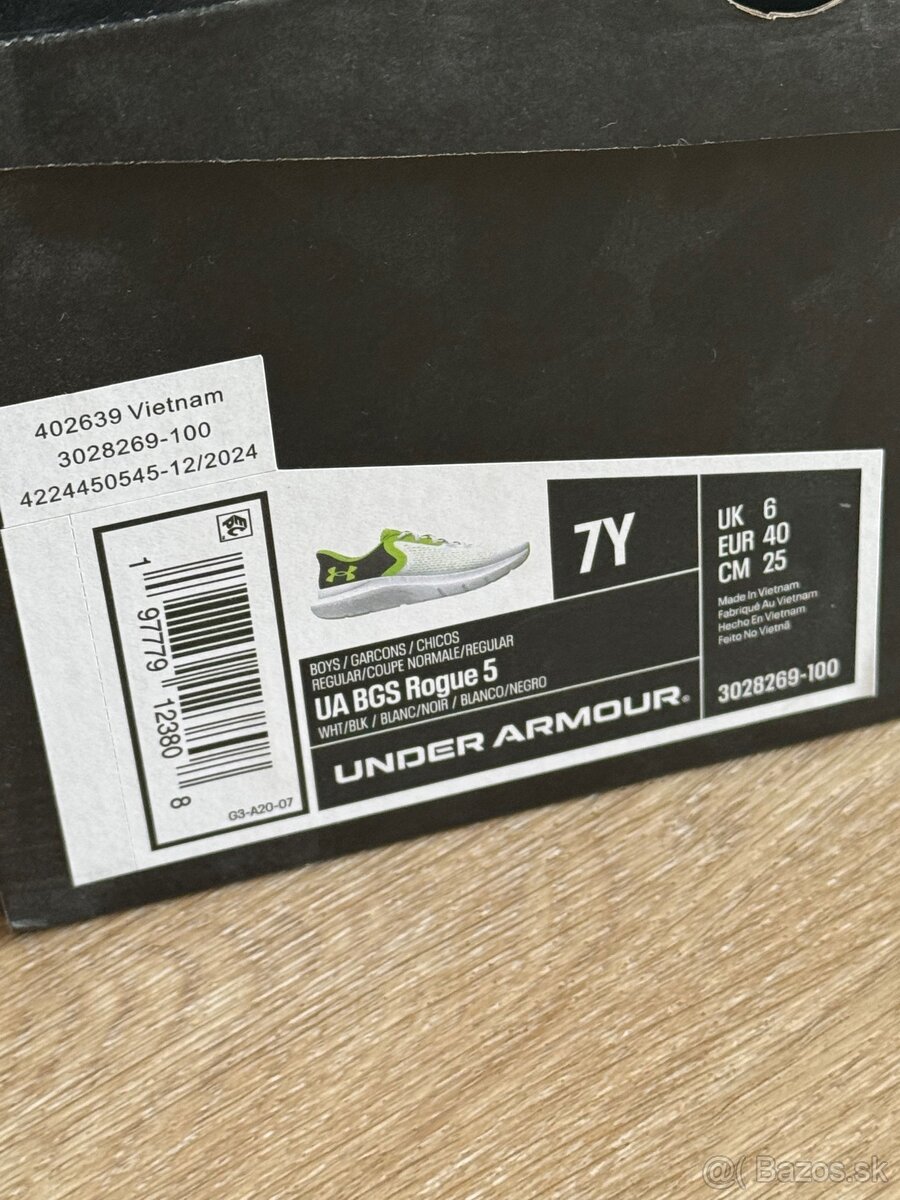 402639 Vietnam
3028269-100
4224450545-12/2024
1 97779 12380 8
G3-A20-07
7Y
BOYS / GARCONS / CHICOS
REGULAR/COUPE NORMALE/REGULAR
UA BGS Rogue 5
WHT/BLK / BLANC/NOIR / BLANCO/NEGRO
UNDER ARMOUR®
UK 6
EUR 40
CM 25
Made In Vietnam
Fabriqué Au Vietnam
Hecho En Vietnam
Feito No Vietnã
3028269-100
@( Bazos.sk